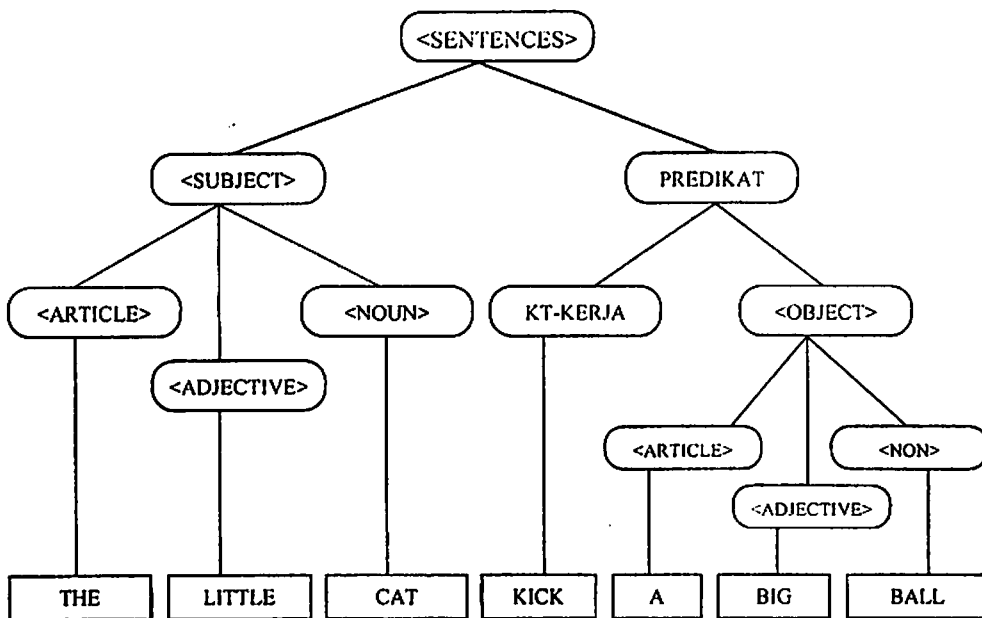 <SENTENCES>
<SUBJECT> PREDIKAT
<ARTICLE> <NOUN> KT-KERJA <OBJECT>
<ADJECTIVE>
<ARTICLE> <NON>
<ADJECTIVE>
THE LITTLE CAT KICK A BIG BALL